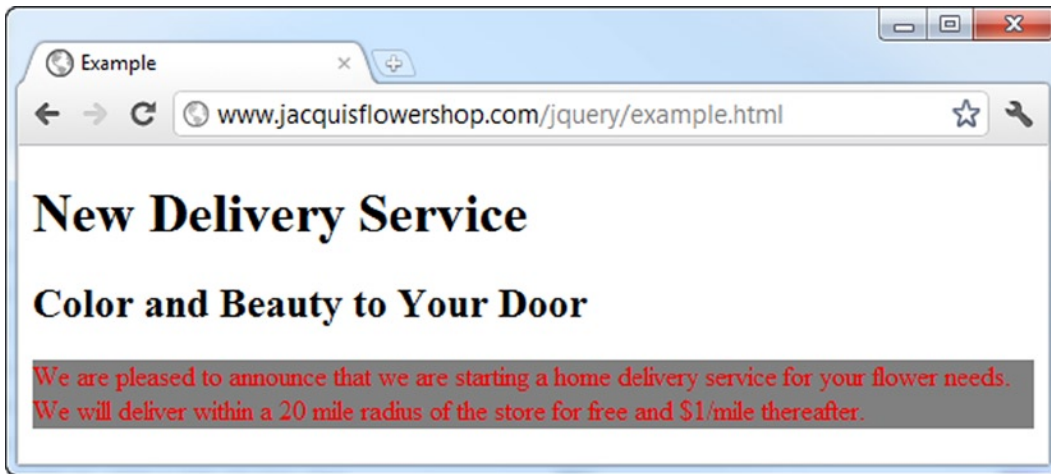 Example
www.jacquisflowershop.com/jquery/example.html
New Delivery Service
Color and Beauty to Your Door
We are pleased to announce that we are starting a home delivery service for your flower needs.
We will deliver within a 20 mile radius of the store for free and $1/mile thereafter.